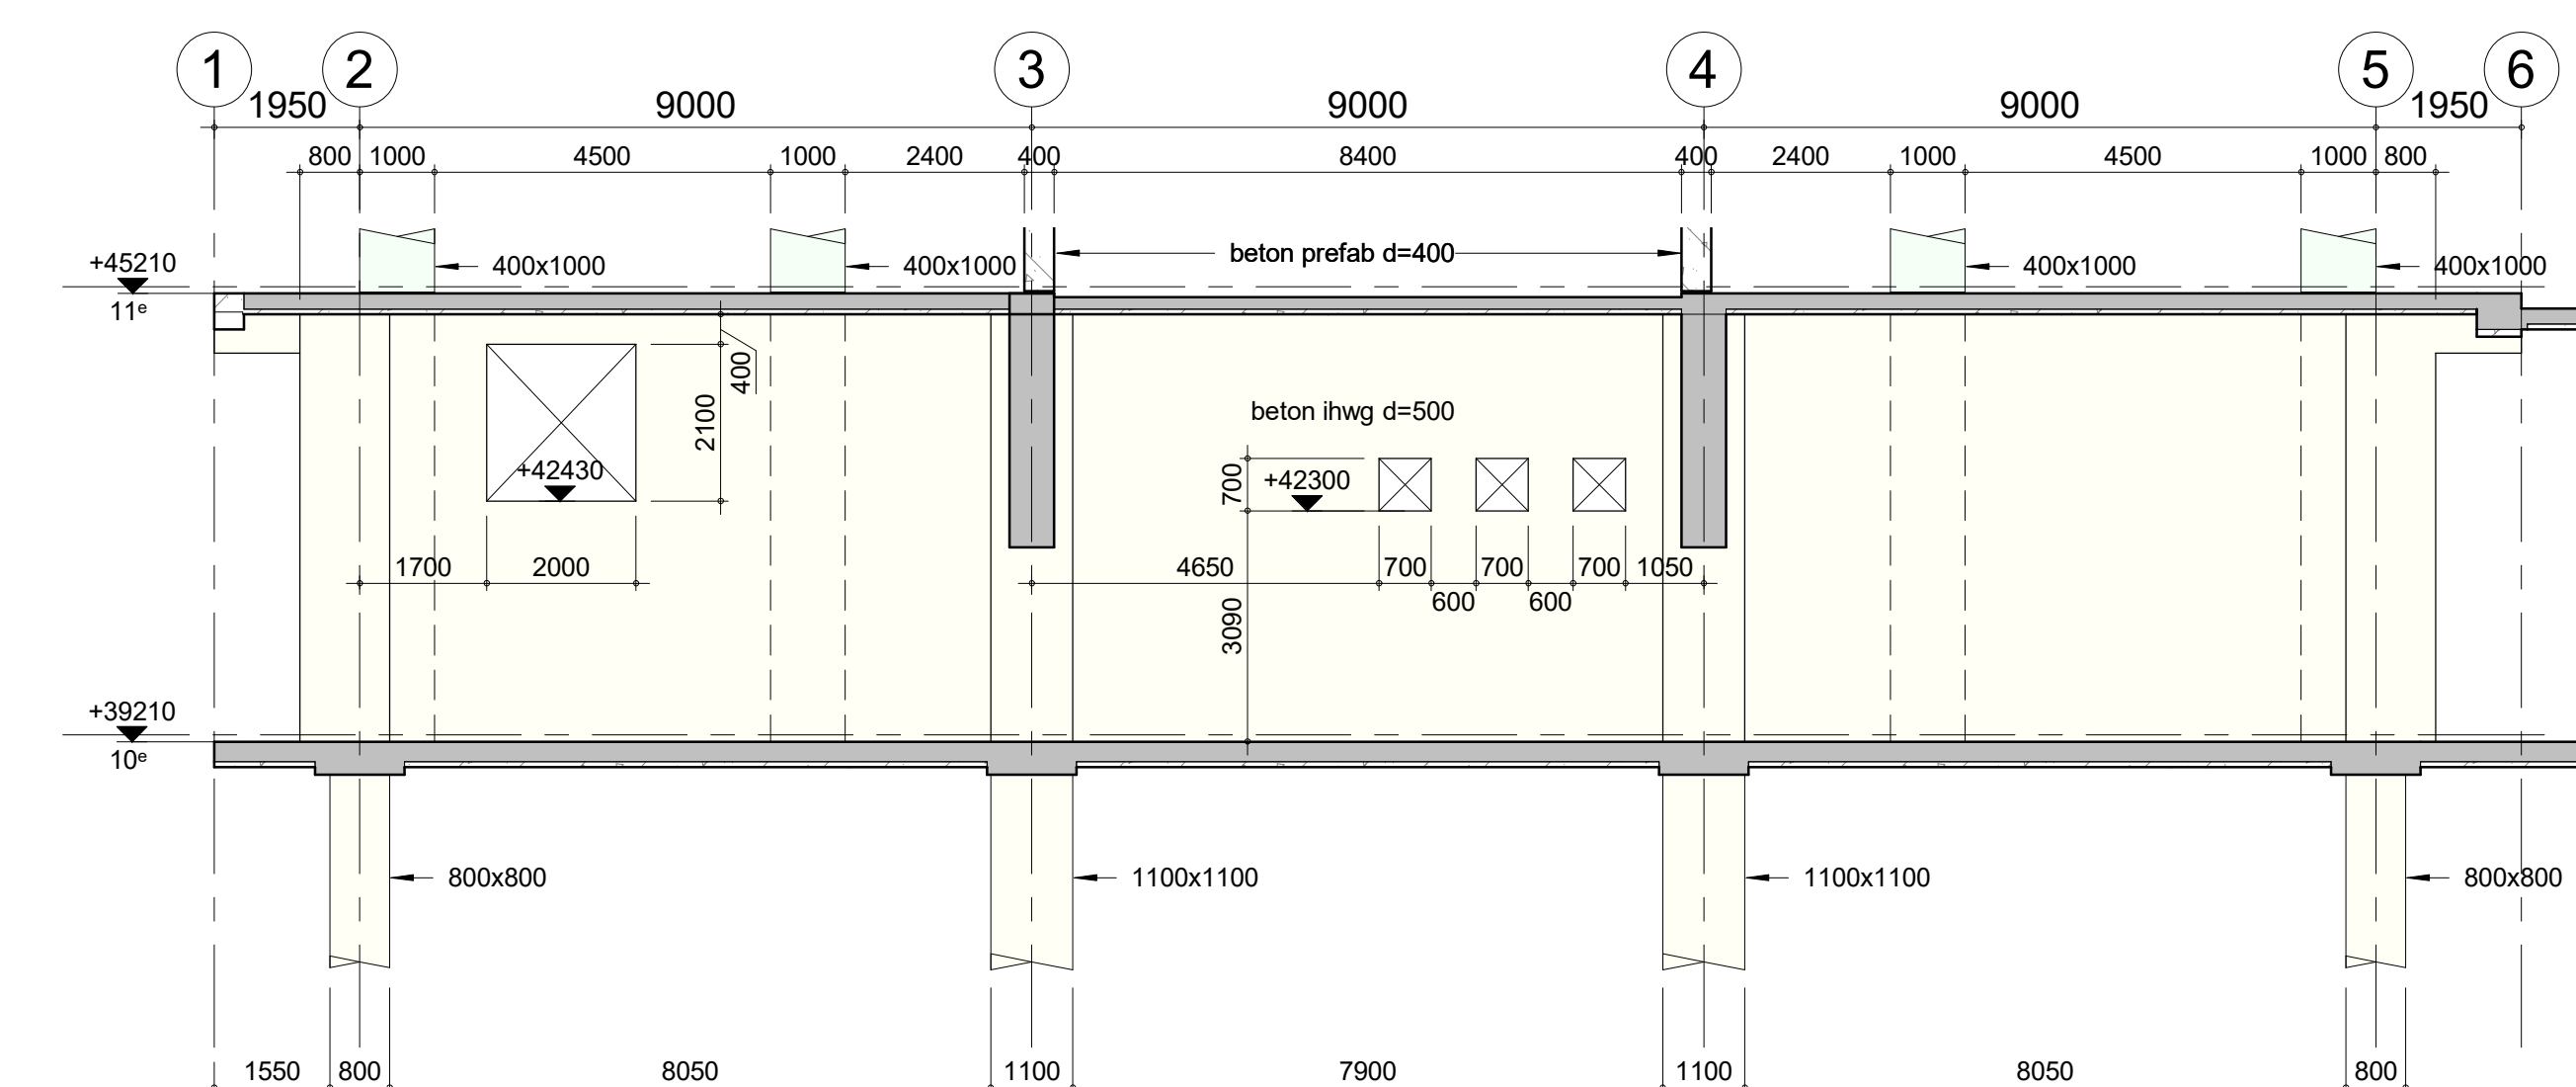 1 2 3 4 5 6
1950 9000 9000 9000 1950
800 1000 4500 1000 2400 400 8400 400 2400 1000 4500 1000 800
beton prefab d=400
+45210 400x1000 400x1000 400x1000 400x1000
11e
400
2100
beton ihwg d=500
+42430
700
+42300
1700 2000 4650 700 700 700 1050
600 600
3090
+39210
10e
800x800 1100x1100 1100x1100 800x800
1550 800 8050 1100 7900 1100 8050 800